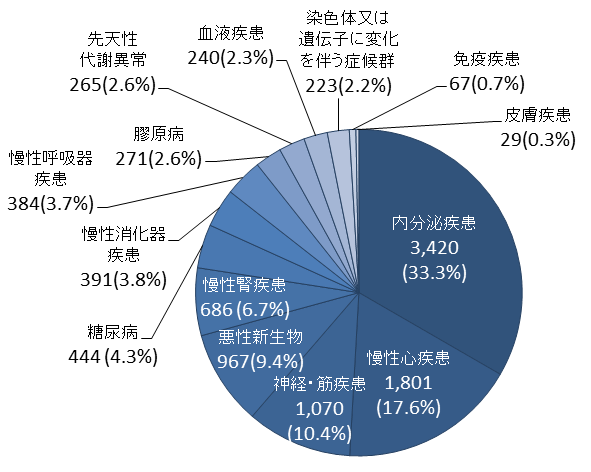 内分泌疾患
3,420
(33.3%)
慢性心疾患
1,801
(17.6%)
神経・筋疾患
1,070
(10.4%)
悪性新生物
967(9.4%)
慢性腎疾患
686 (6.7%)
糖尿病
444 (4.3%)
慢性消化器
疾患
391(3.8%)
慢性呼吸器
疾患
384(3.7%)
膠原病
271(2.6%)
先天性
代謝異常
265(2.6%)
血液疾患
240(2.3%)
染色体又は
遺伝子に変化
を伴う症候群
223(2.2%)
免疫疾患
67(0.7%)
皮膚疾患
29(0.3%)